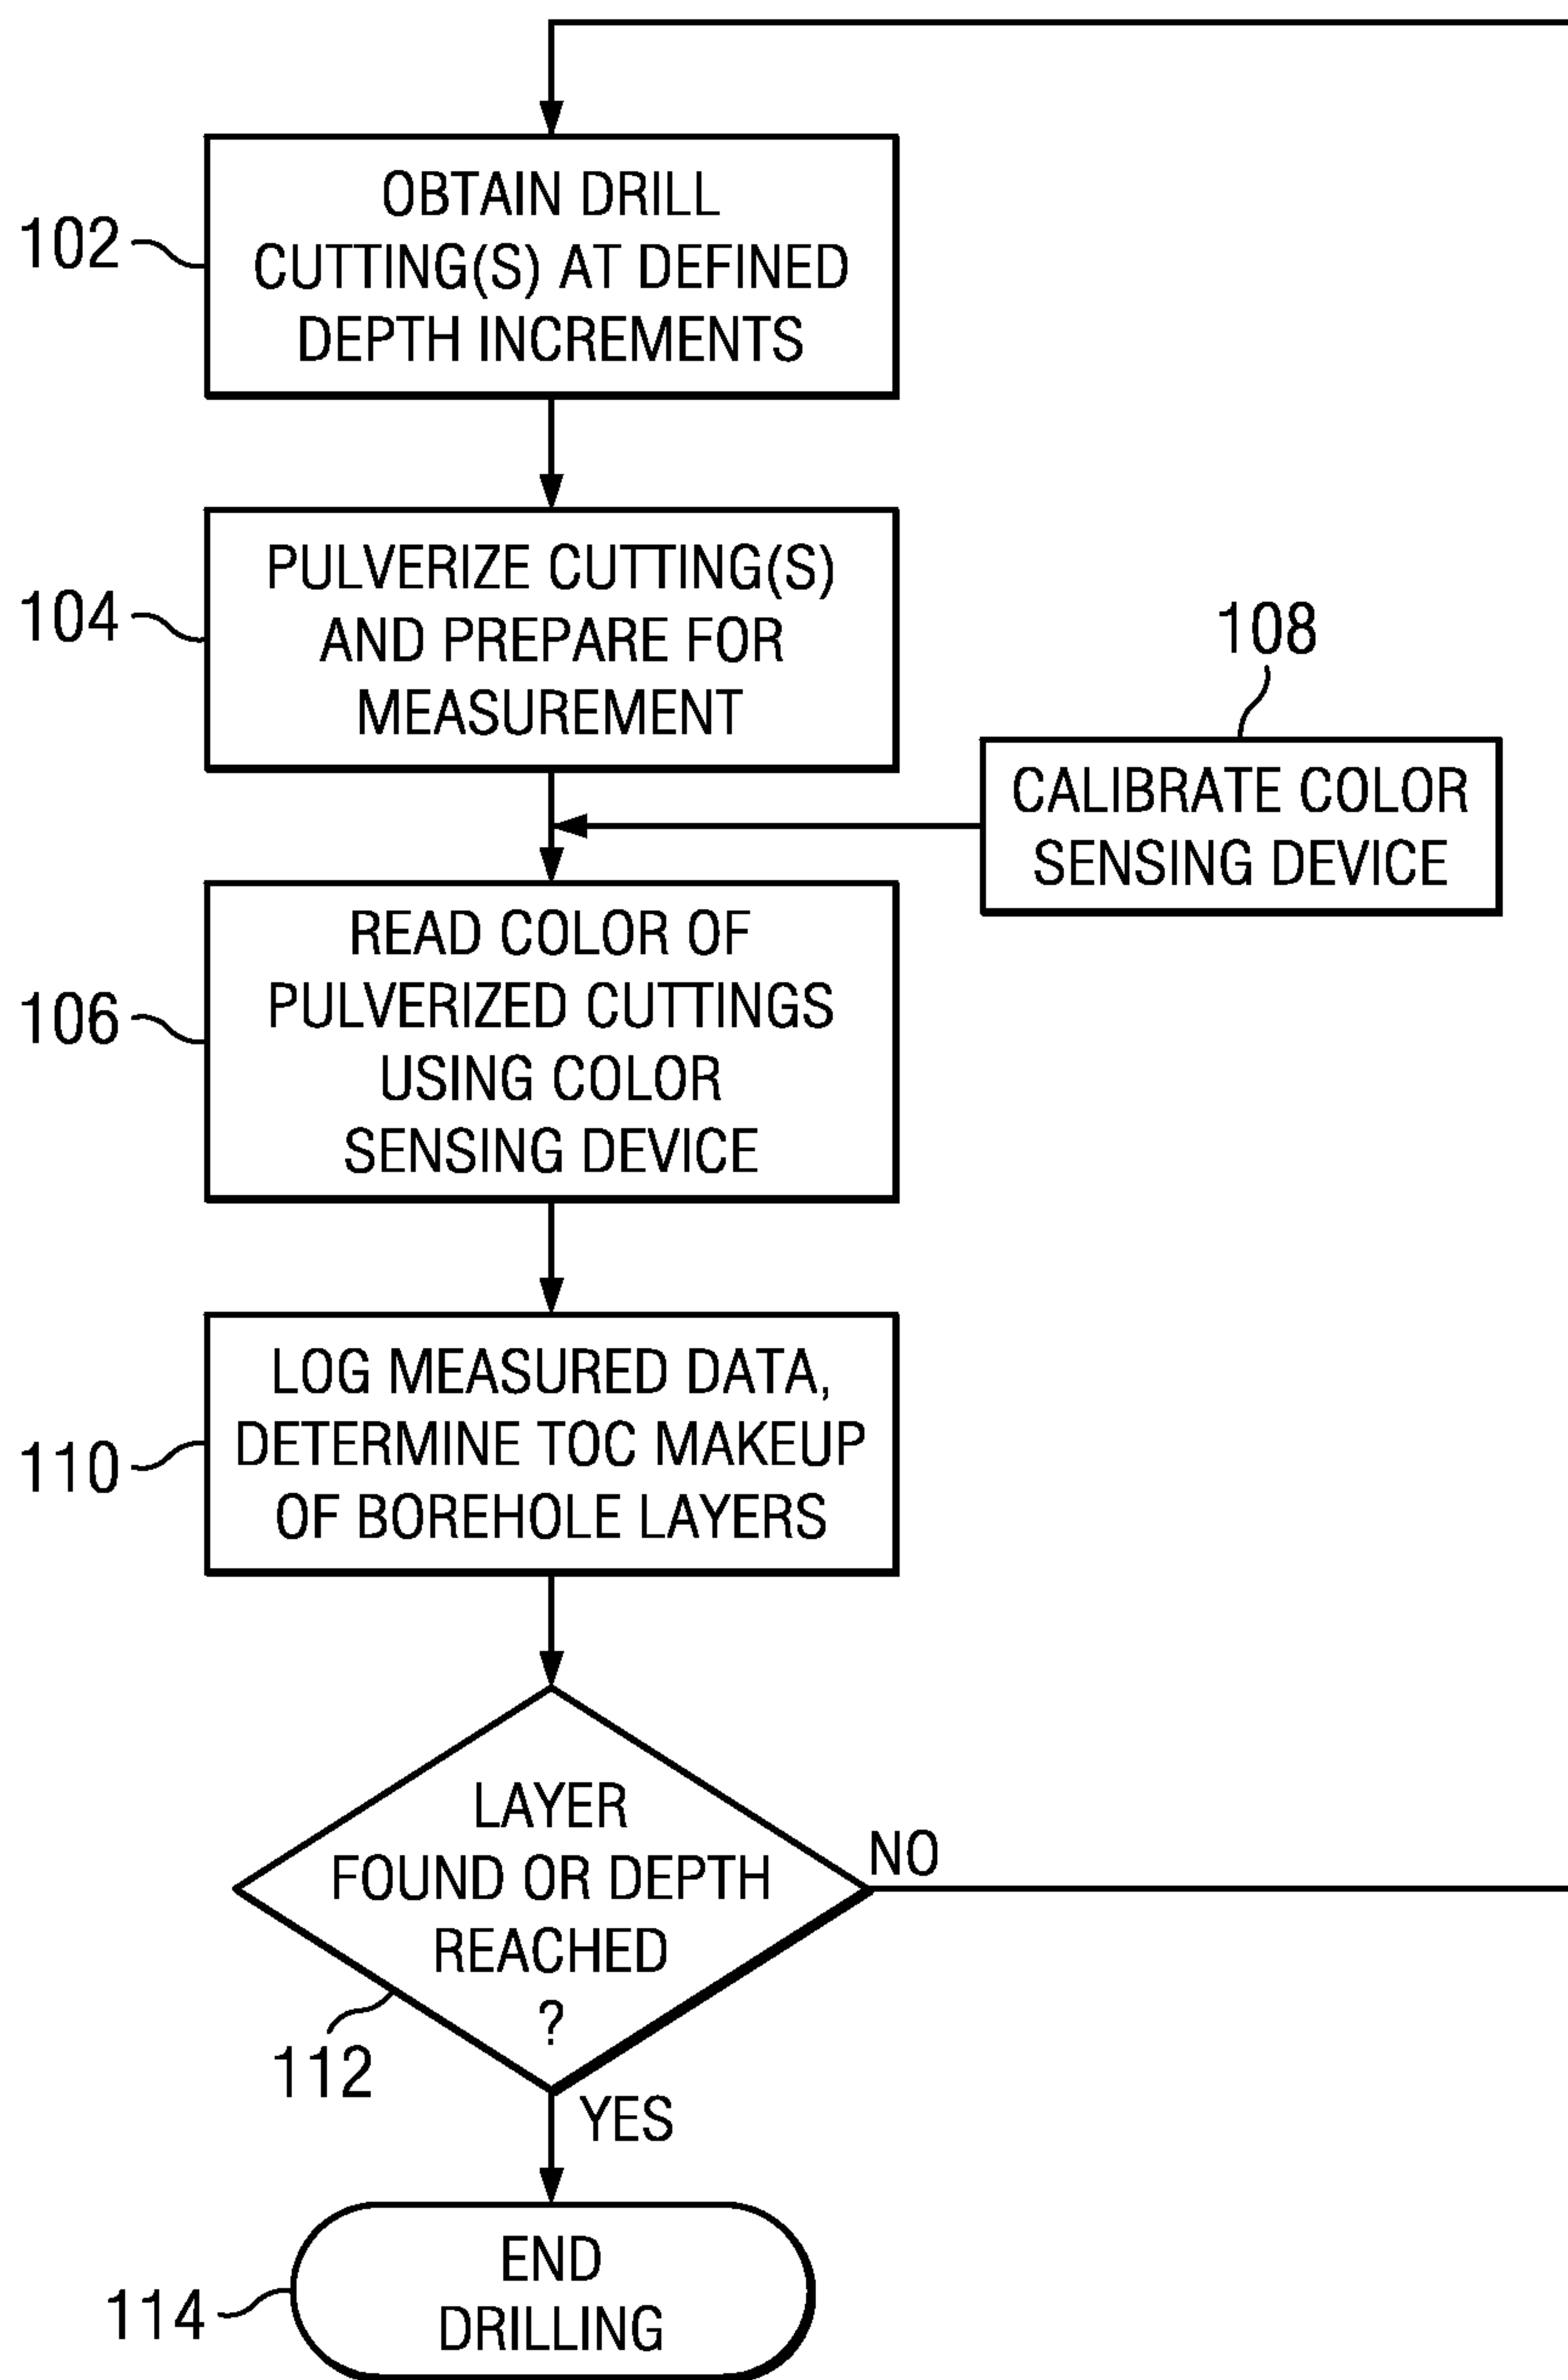 102
OBTAIN DRILL
CUTTING(S) AT DEFINED
DEPTH INCREMENTS
104
PULVERIZE CUTTING(S)
AND PREPARE FOR
MEASUREMENT
108
CALIBRATE COLOR
SENSING DEVICE
106
READ COLOR OF
PULVERIZED CUTTINGS
USING COLOR
SENSING DEVICE
110
LOG MEASURED DATA,
DETERMINE TOC MAKEUP
OF BOREHOLE LAYERS
LAYER
FOUND OR DEPTH
REACHED
?
NO
112
YES
114
END
DRILLING